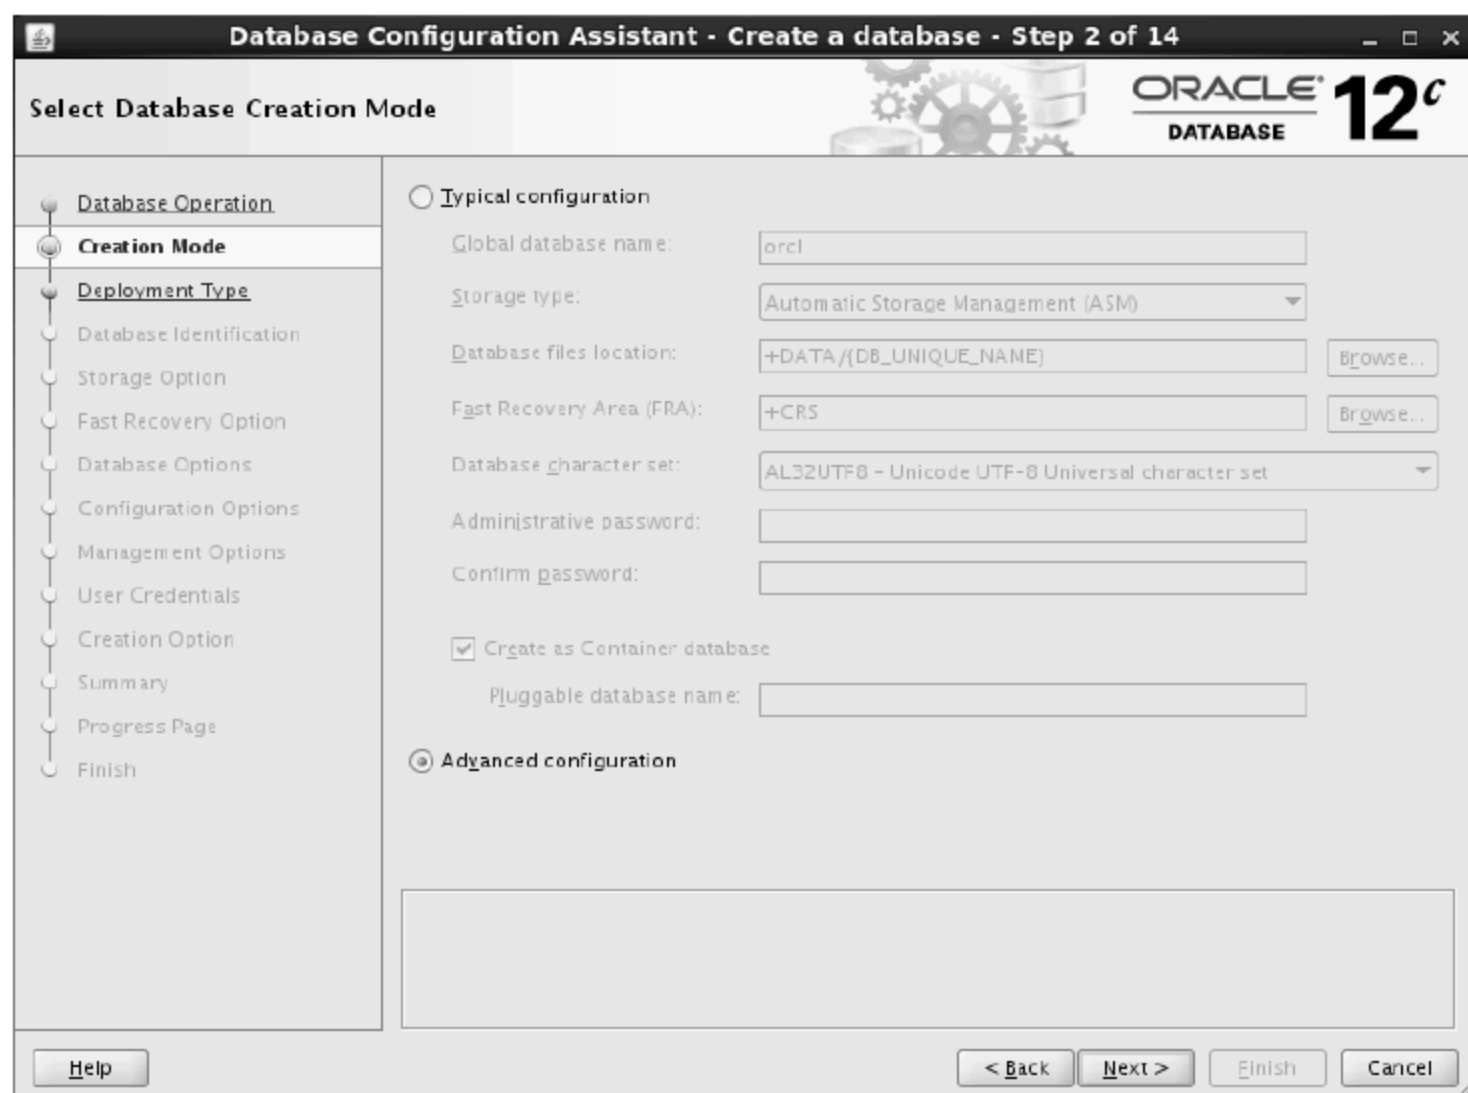 Database Configuration Assistant - Create a database - Step 2 of 14
Select Database Creation Mode
ORACLE
DATABASE
12c
Database Operation
Creation Mode
Deployment Type
Database Identification
Storage Option
Fast Recovery Option
Database Options
Configuration Options
Management Options
User Credentials
Creation Option
Summary
Progress Page
Finish
Typical configuration
Global database name: orcl
Storage type: Automatic Storage Management (ASM)
Database files location: +DATA/{DB_UNIQUE_NAME} Browse...
Fast Recovery Area (FRA): +CRS Browse...
Database character set: AL32UTF8 - Unicode UTF-8 Universal character set
Administrative password:
Confirm password:
Create as Container database
Pluggable database name:
Advanced configuration
Help < Back Next > Finish Cancel